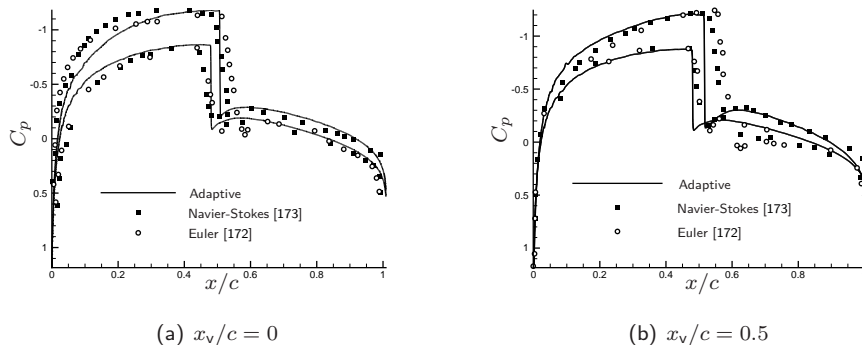 -1
-0.5
0
0.5
1
C_p
0
0.2
0.4
0.6
0.8
1
x/c
Adaptive
Navier-Stokes [173]
Euler [172]
(a) x_v/c = 0
-1
-0.5
0
0.5
1
C_p
0
0.2
0.4
0.6
0.8
x/c
Adaptive
Navier-Stokes [173]
Euler [172]
(b) x_v/c = 0.5